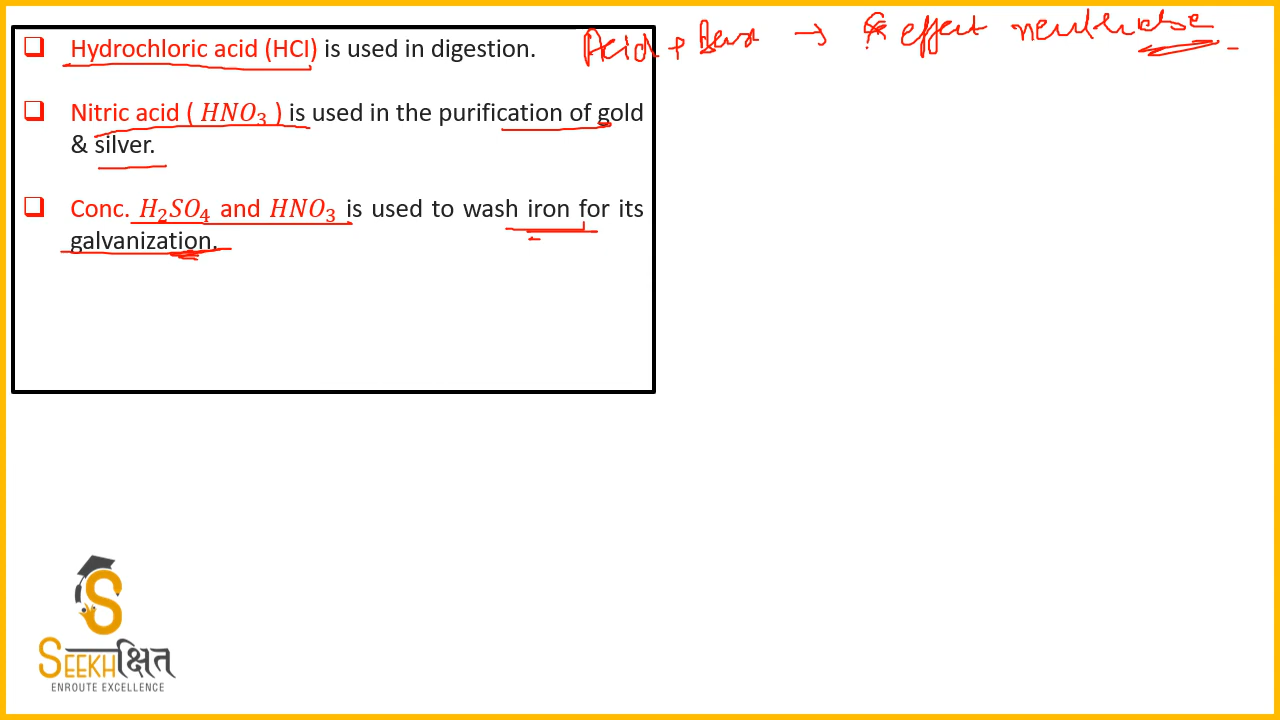 Acid + Base → effect neutralise
Hydrochloric acid (HCl) is used in digestion.
Nitric acid ( HNO₃ ) is used in the purification of gold
& silver.
Conc. H₂SO₄ and HNO₃ is used to wash iron for its
galvanization.
S
SEEKHक्षित
ENROUTE EXCELLENCE